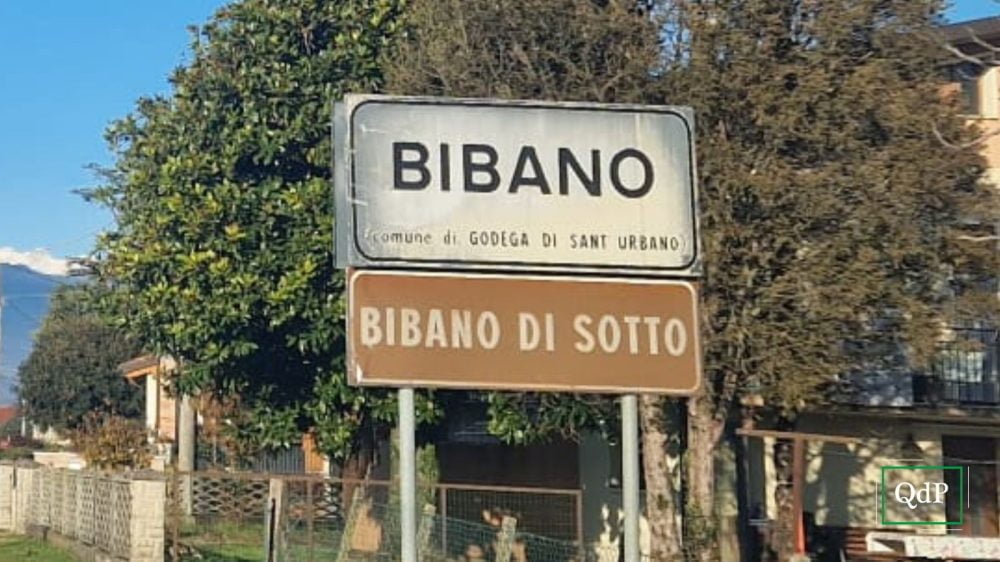 BIBANO
(comune di GODEGA DI SANT URBANO)
BIBANO DI SOTTO
QdP